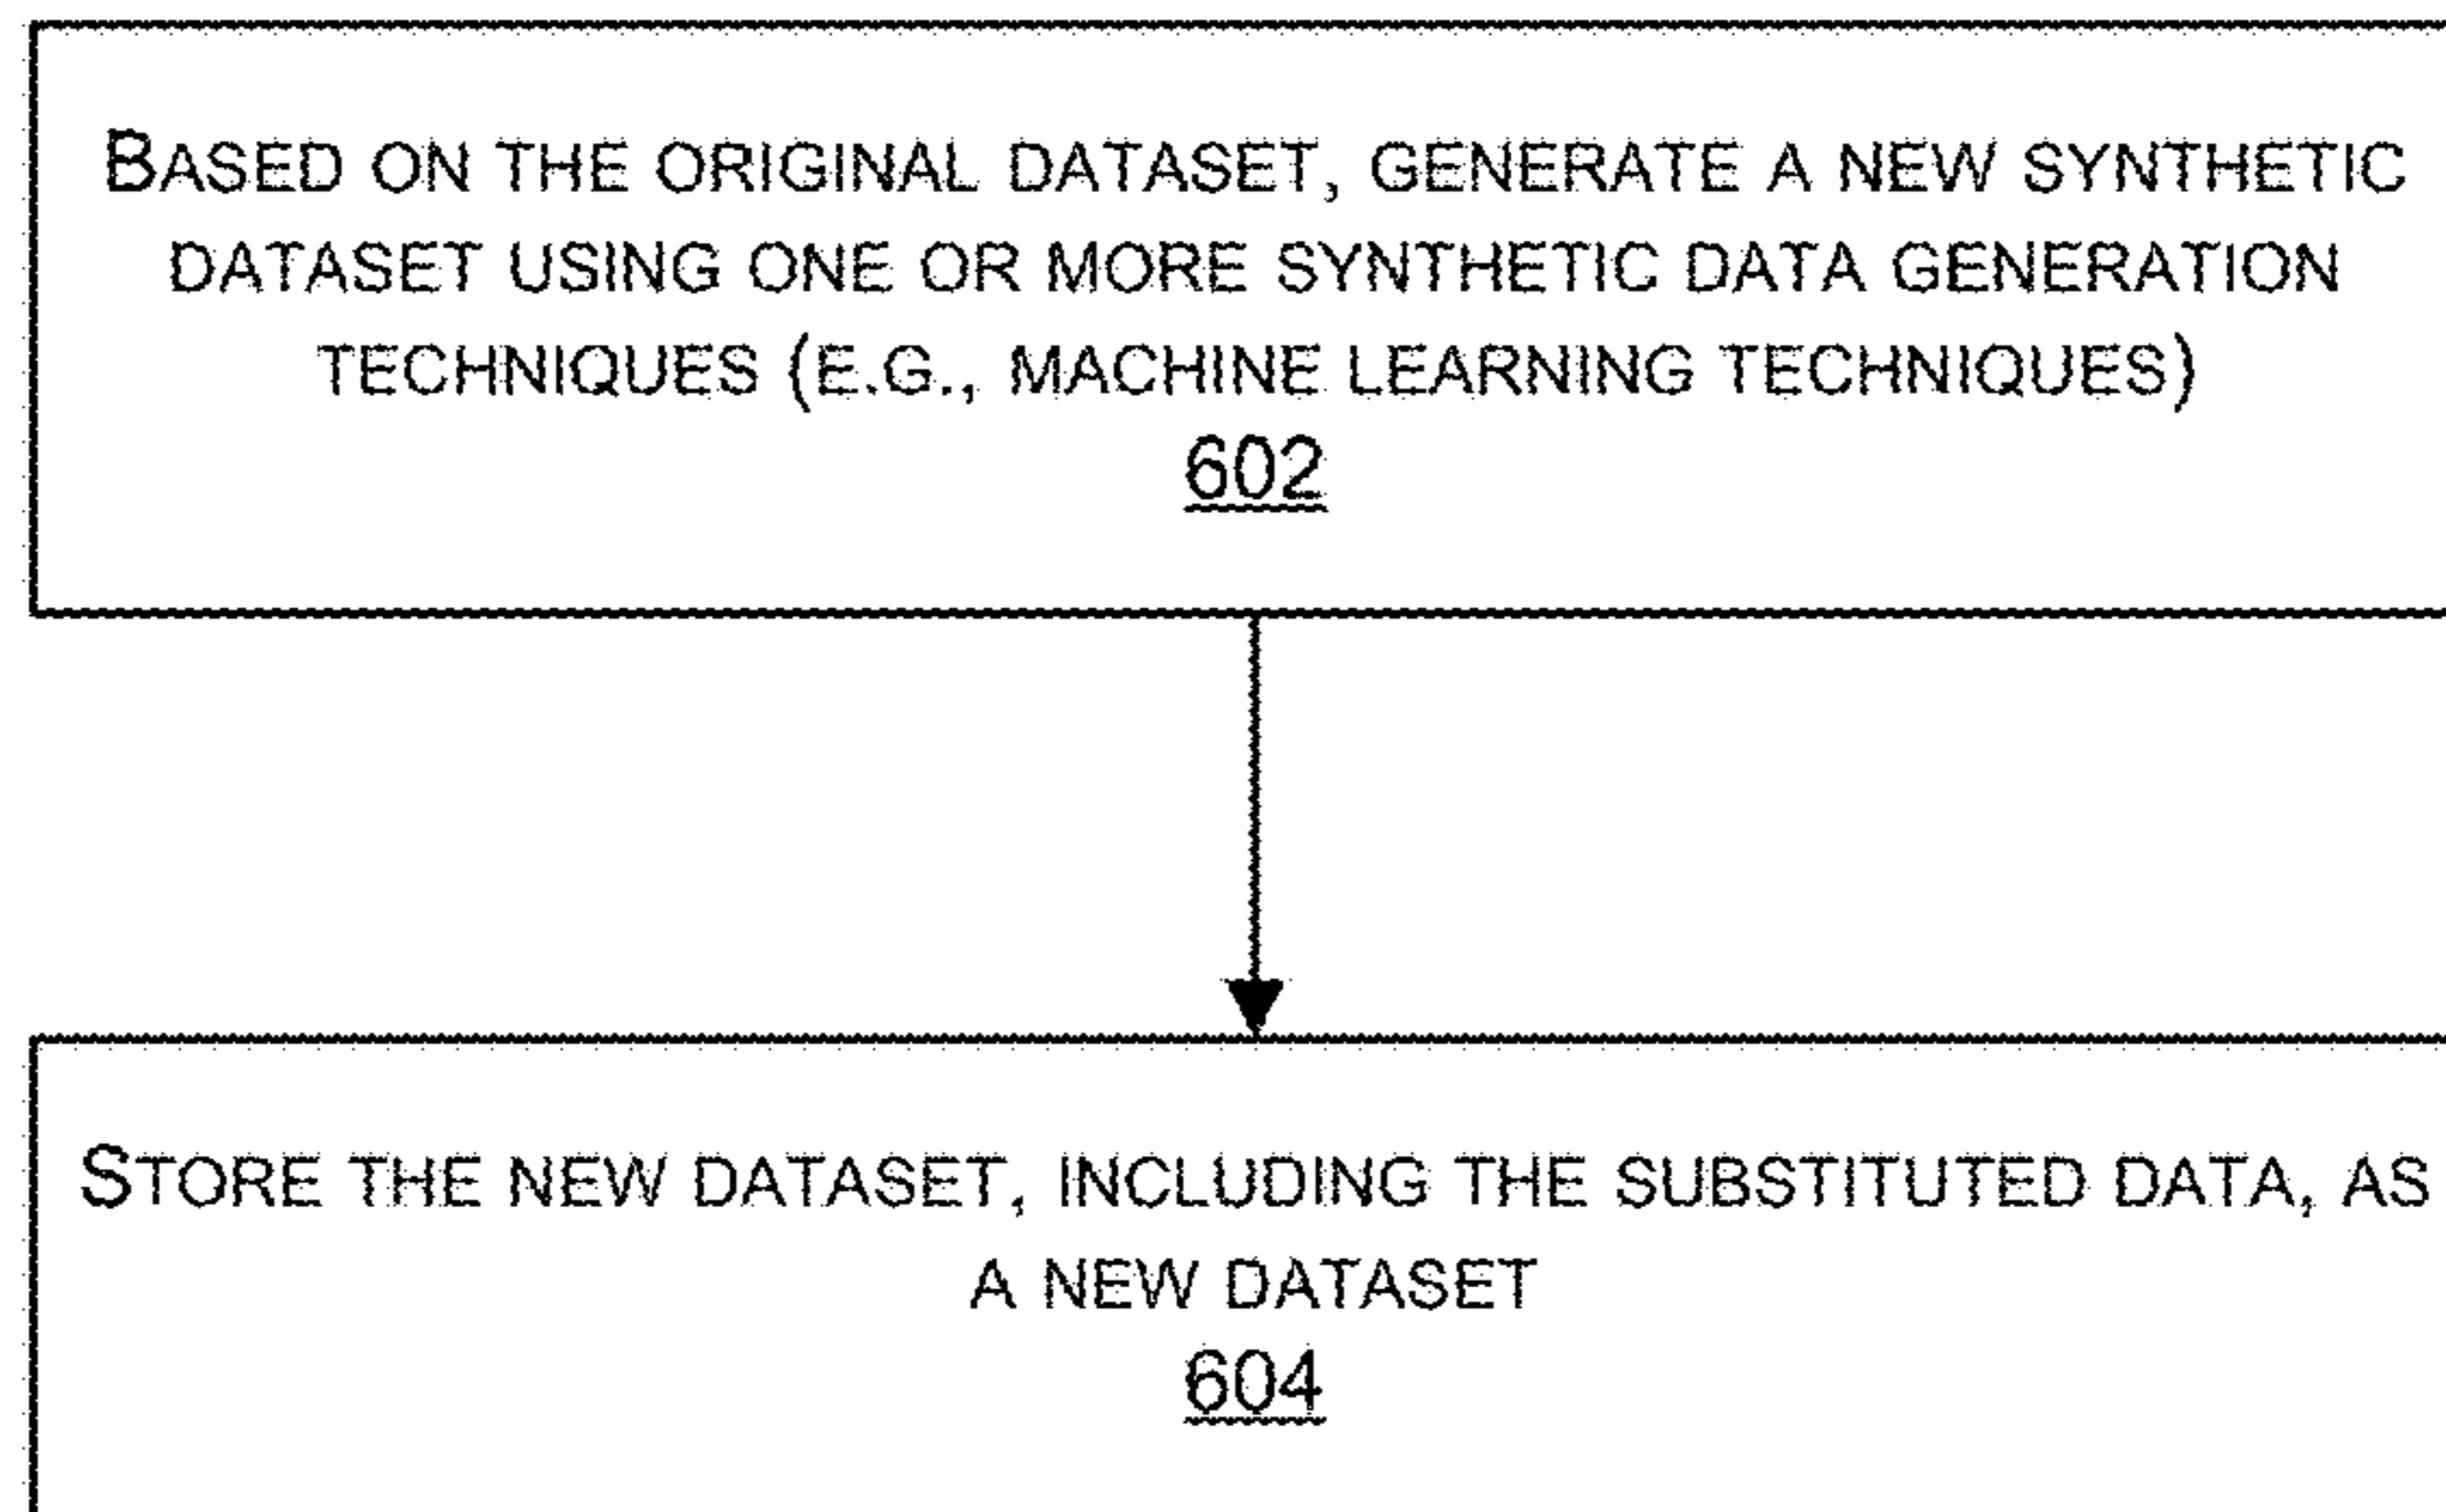 BASED ON THE ORIGINAL DATASET, GENERATE A NEW SYNTHETIC
DATASET USING ONE OR MORE SYNTHETIC DATA GENERATION
TECHNIQUES (E.G., MACHINE LEARNING TECHNIQUES)
602
STORE THE NEW DATASET, INCLUDING THE SUBSTITUTED DATA, AS
A NEW DATASET
604